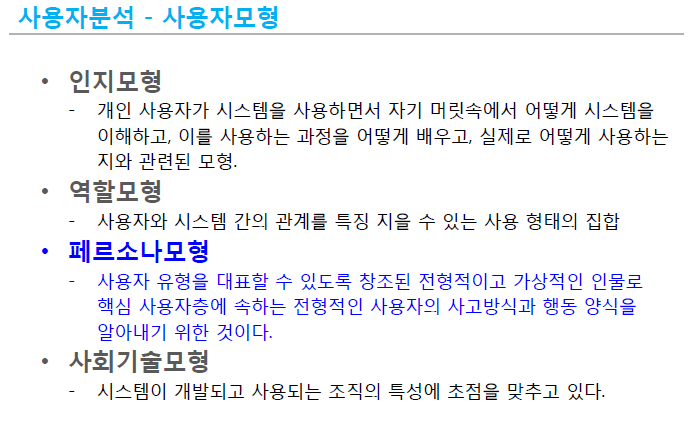 사용자분석 - 사용자모형
• 인지모형
- 개인 사용자가 시스템을 사용하면서 자기 머릿속에서 어떻게 시스템을
이해하고, 이를 사용하는 과정을 어떻게 배우고, 실제로 어떻게 사용하는
지와 관련된 모형.
• 역할모형
- 사용자와 시스템 간의 관계를 특징 지을 수 있는 사용 형태의 집합
• 페르소나모형
- 사용자 유형을 대표할 수 있도록 창조된 전형적이고 가상적인 인물로
핵심 사용자층에 속하는 전형적인 사용자의 사고방식과 행동 양식을
알아내기 위한 것이다.
• 사회기술모형
- 시스템이 개발되고 사용되는 조직의 특성에 초점을 맞추고 있다.